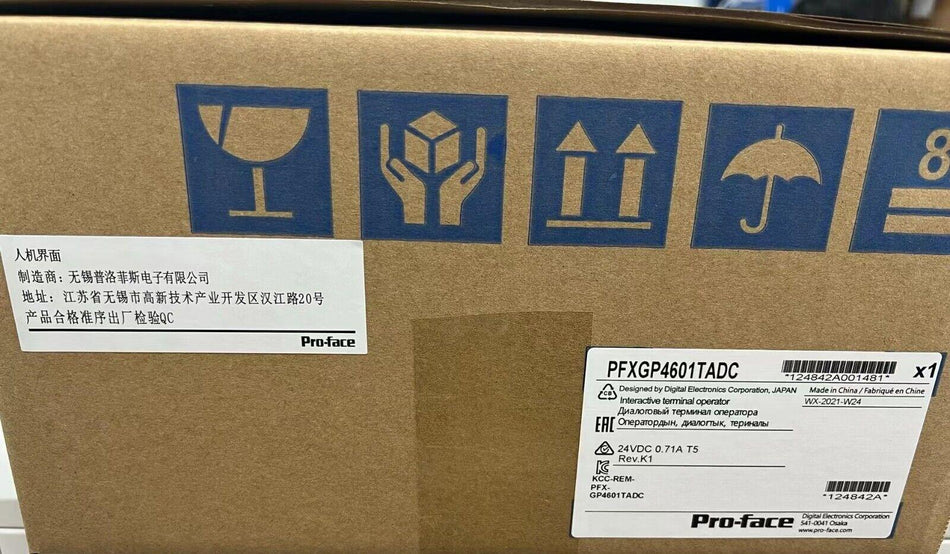 8
人机界面
制造商：无锡普洛菲斯电子有限公司
地址：江苏省无锡市高新技术产业开发区汉江路20号
产品合格准序出厂检验QC
Pro-face
PFXGP4601TADC
*124842A001481*
x1
PCB
Designed by Digital Electronics Corporation, JAPAN
Made in China / Fabriqué en Chine
Interactive terminal operator
WX-2021-W24
Диалоговый терминал оператора
EAC
Оператордын, диалогтык, териналы
24VDC 0.71A T5
Rev.K1
KCC-REM-
PFX-
GP4601TADC
*124842A*
Pro-face
Digital Electronics Corporation
541-0041 Osaka
www.pro-face.com